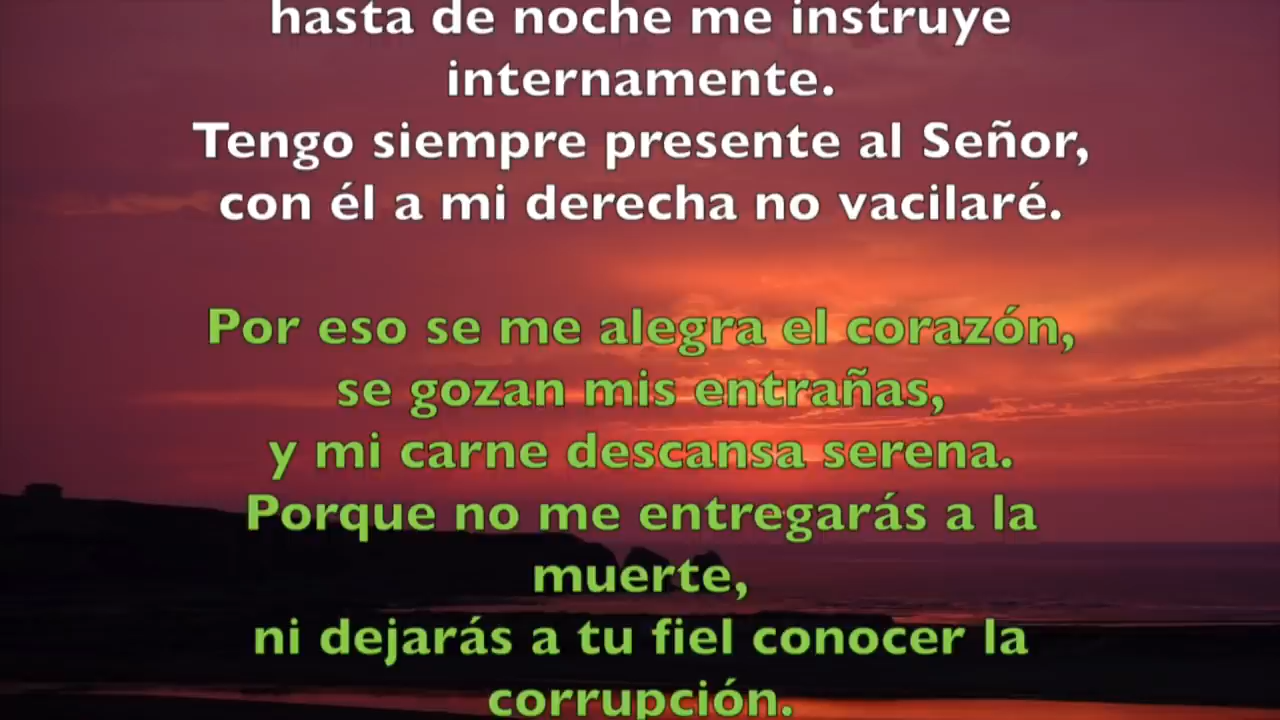 hasta de noche me instruye
internamente.
Tengo siempre presente al Señor,
con él a mi derecha no vacilaré.
Por eso se me alegra el corazón,
se gozan mis entrañas,
y mi carne descansa serena.
Porque no me entregarás a la
muerte,
ni dejarás a tu fiel conocer la
corrupción.